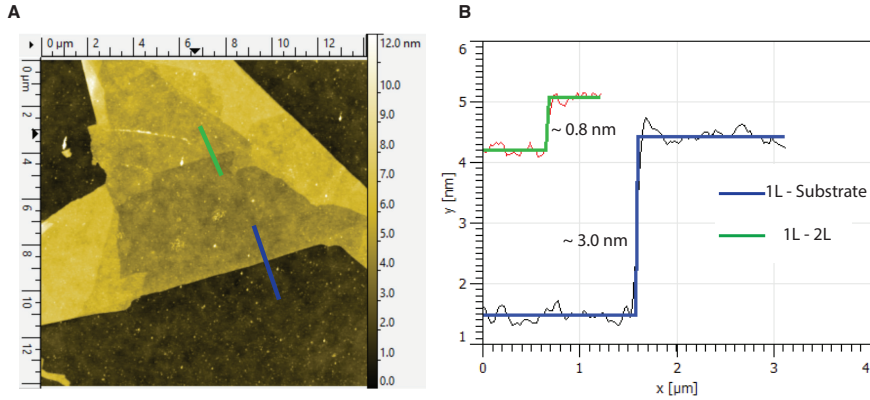 A
B
0 µm 2 4 6 8 10 12
12.0 nm
0 µm
2
4
6
8
10
12
10.0
9.0
8.0
7.0
6.0
5.0
4.0
3.0
2.0
1.0
0.0
6
5
4
3
2
1
y [nm]
~ 0.8 nm
~ 3.0 nm
1L - Substrate
1L - 2L
0 1 2 3 4
x [µm]